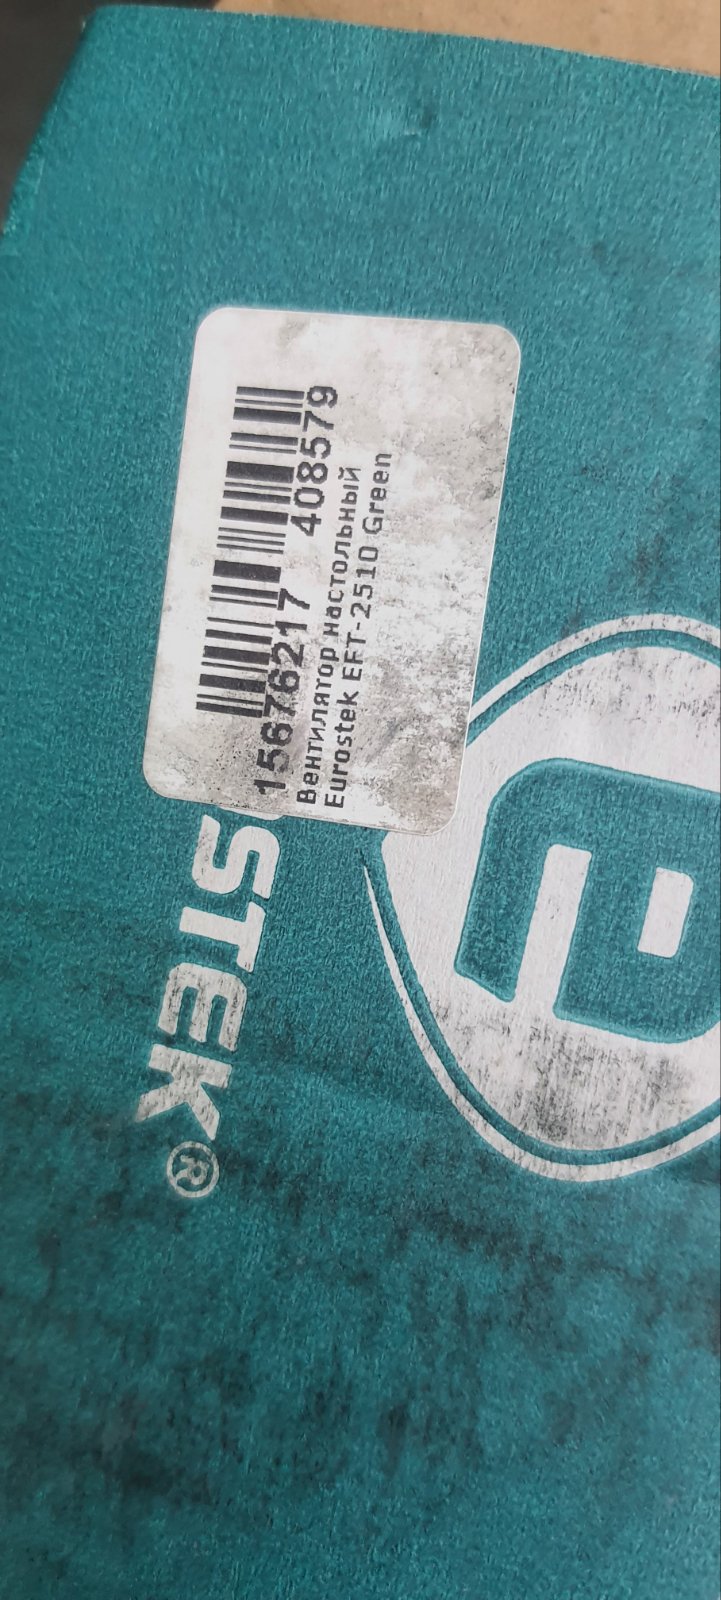 15676217 408579
Вентилятор настольный
Eurostek EFT-2510 Green
STEK®
e